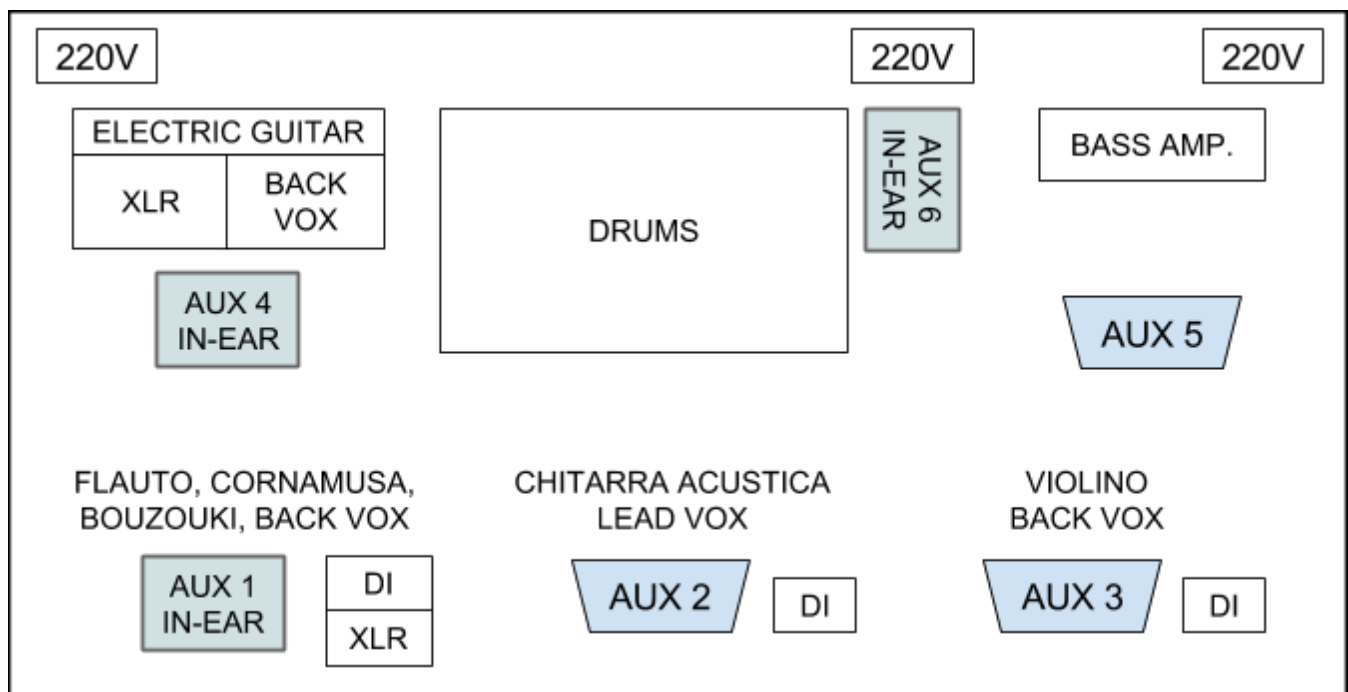 220V
220V
220V
ELECTRIC GUITAR
XLR
BACK
VOX
AUX 4
IN-EAR
DRUMS
AUX 6
IN-EAR
BASS AMP.
AUX 5
FLAUTO, CORNAMUSA,
BOUZOUKI, BACK VOX
AUX 1
IN-EAR
DI
XLR
CHITARRA ACUSTICA
LEAD VOX
AUX 2
DI
VIOLINO
BACK VOX
AUX 3
DI